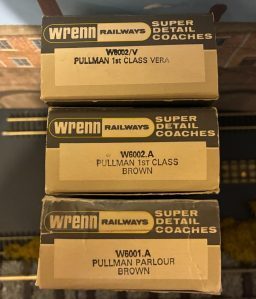 wrenn RAILWAYS SUPER DETAIL COACHES
W6002/V
PULLMAN 1st CLASS VERA
wrenn RAILWAYS SUPER DETAIL COACHES
W6002.A
PULLMAN 1st CLASS
BROWN
wrenn RAILWAYS SUPER DETAIL COACHES
W6001.A
PULLMAN PARLOUR
BROWN